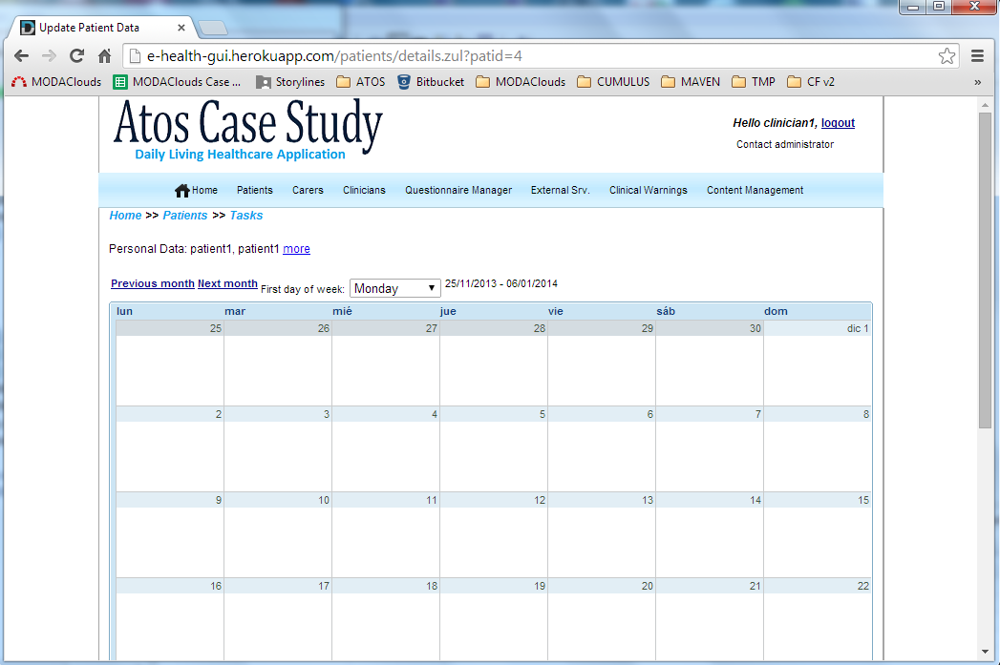 Update Patient Data
e-health-gui.herokuapp.com/patients/details.zul?patid=4
MODAClouds MODAClouds Case ... Storylines ATOS Bitbucket MODAClouds CUMULUS MAVEN TMP CF v2 »
Atos Case Study
Daily Living Healthcare Application
Hello clinician1, logout
Contact administrator
Home Patients Carers Clinicians Questionnaire Manager External Srv. Clinical Warnings Content Management
Home >> Patients >> Tasks
Personal Data: patient1, patient1 more
Previous month Next month First day of week: Monday 25/11/2013 - 06/01/2014
lun mar mié jue vie sáb dom
25 26 27 28 29 30 dic 1
2 3 4 5 6 7 8
9 10 11 12 13 14 15
16 17 18 19 20 21 22